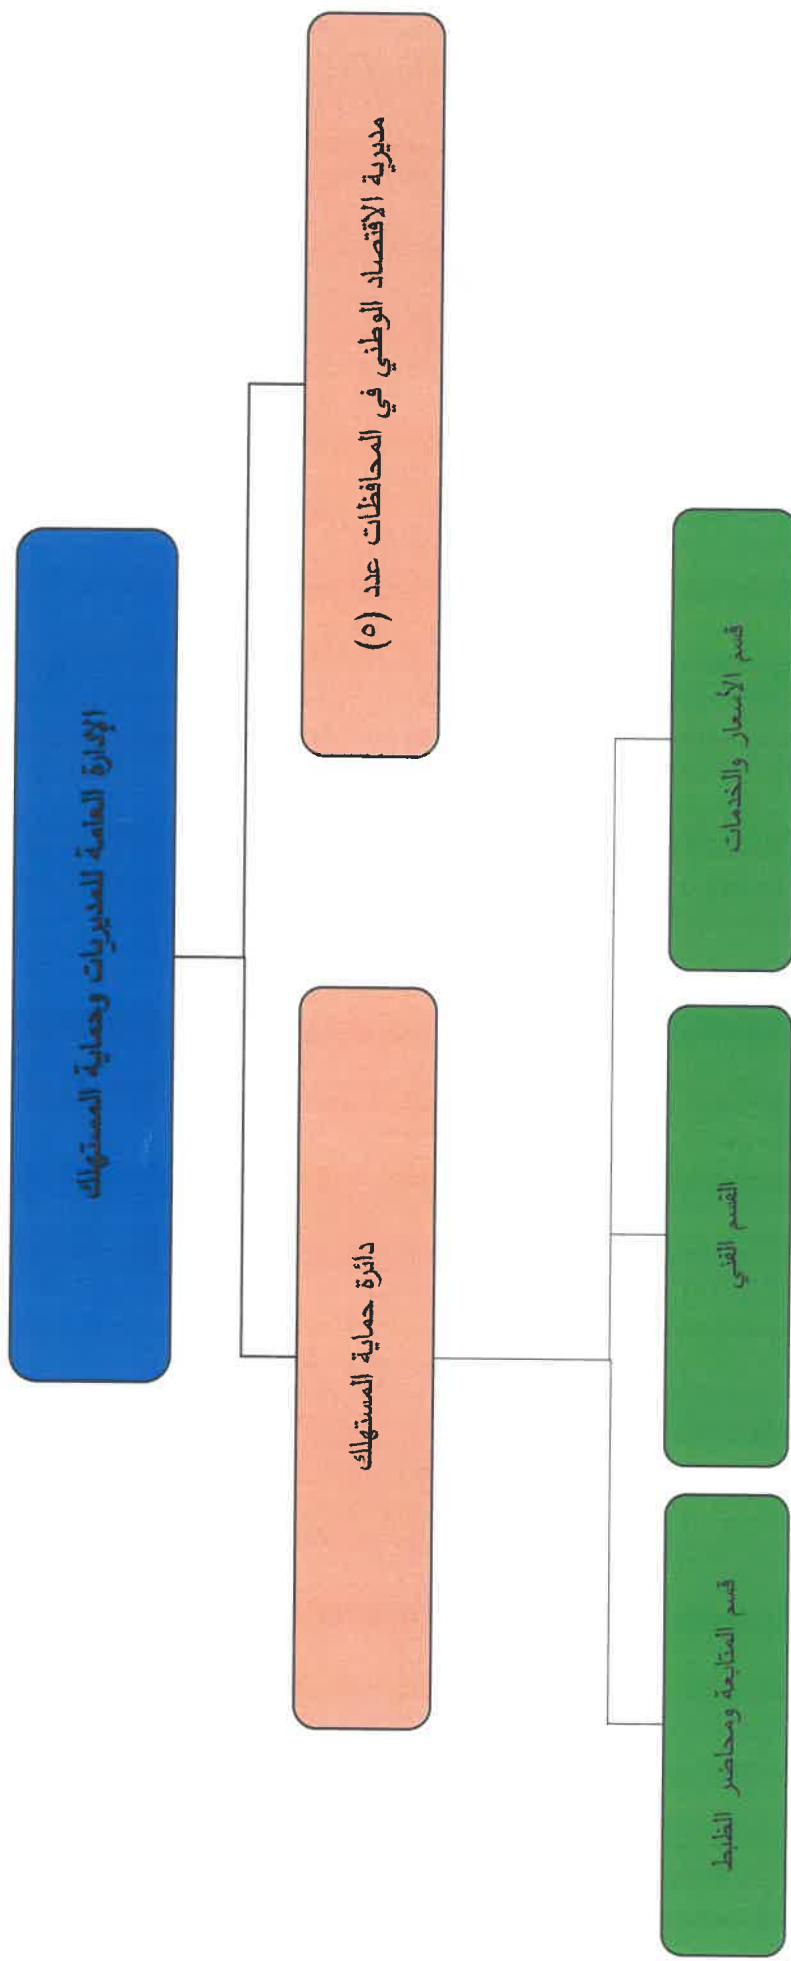 الإدارة العامة للمديريات وحماية المستهلك
مديرية الاقتصاد الوطني في المحافظات عدد (٥)
دائرة حماية المستهلك
قسم الأسعار والخدمات
القسم الفني
قسم المتابعة ومحاضر الظبط